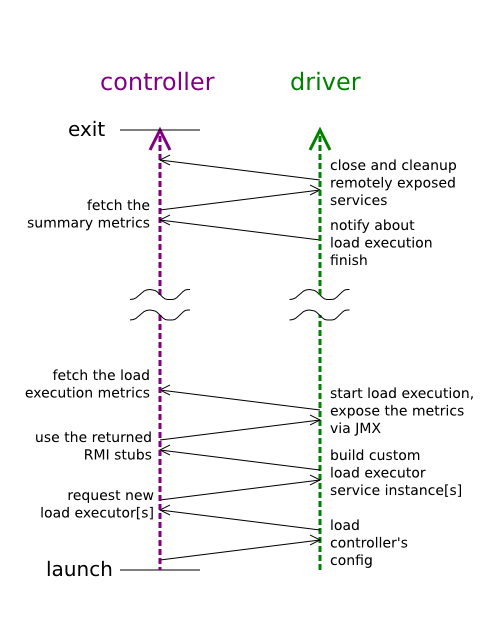 controller
driver
exit
close and cleanup
remotely exposed
services
fetch the
summary metrics
notify about
load execution
finish
fetch the load
execution metrics
start load execution,
expose the metrics
via JMX
use the returned
RMI stubs
build custom
load executor
service instance[s]
request new
load executor[s]
load
controller's
config
launch